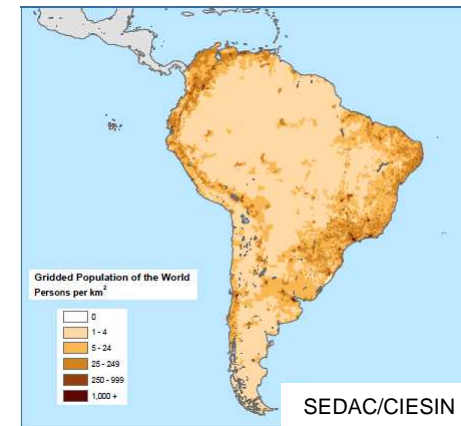 Gridded Population of the World
Persons per km²
0
1 - 4
5 - 24
25 - 249
250 - 999
1,000 +
SEDAC/CIESIN